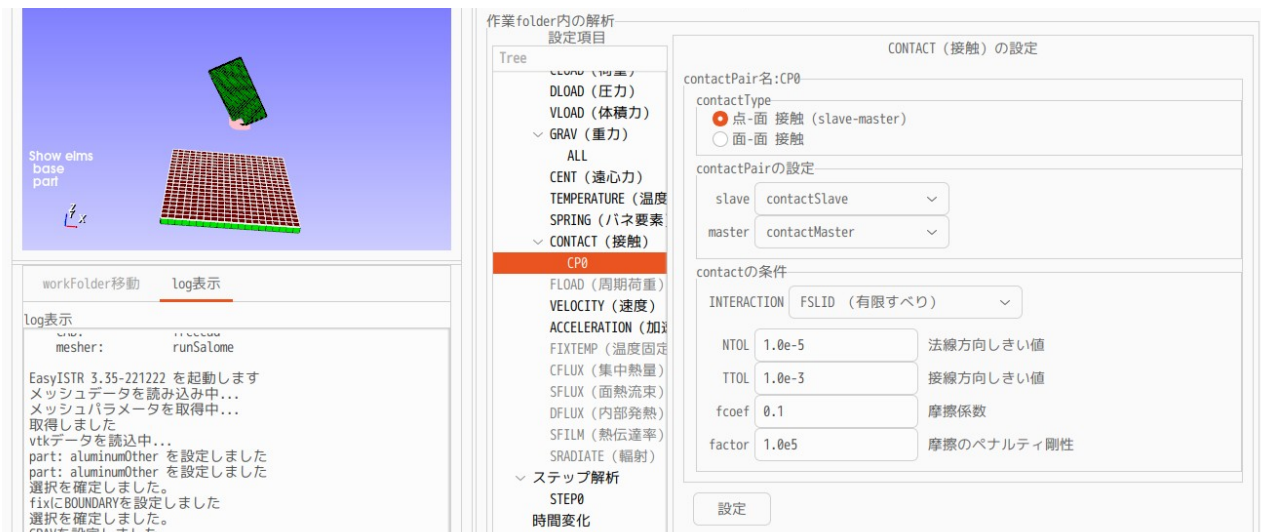 Show elms
base
part
Z
X
workFolder移動
log表示
log表示
mesher: runSalome
EasyISTR 3.35-221222 を起動します
メッシュデータを読み込み中...
メッシュパラメータを取得中...
取得しました
vtkデータを読込中...
part: aluminumOther を設定しました
part: aluminumOther を設定しました
選択を確定しました。
fixにBOUNDARYを設定しました
選択を確定しました。
作業folder内の解析
設定項目
Tree
DLOAD (圧力)
VLOAD (体積力)
GRAV (重力)
ALL
CENT (遠心力)
TEMPERATURE (温度
SPRING (バネ要素)
CONTACT (接触)
CP0
FLOAD (周期荷重)
VELOCITY (速度)
ACCELERATION (加速
FIXTEMP (温度固定
CFLUX (集中熱量)
SFLUX (面熱流束)
DFLUX (内部発熱)
SFILM (熱伝達率)
SRADIATE (輻射)
ステップ解析
STEP0
時間変化
CONTACT (接触) の設定
contactPair名:CP0
contactType
点-面 接触 (slave-master)
面-面 接触
contactPairの設定
slave contactSlave
master contactMaster
contactの条件
INTERACTION FSLID (有限すべり)
NTOL 1.0e-5 法線方向しきい値
TTOL 1.0e-3 接線方向しきい値
fcoef 0.1 摩擦係数
factor 1.0e5 摩擦のペナルティ剛性
設定